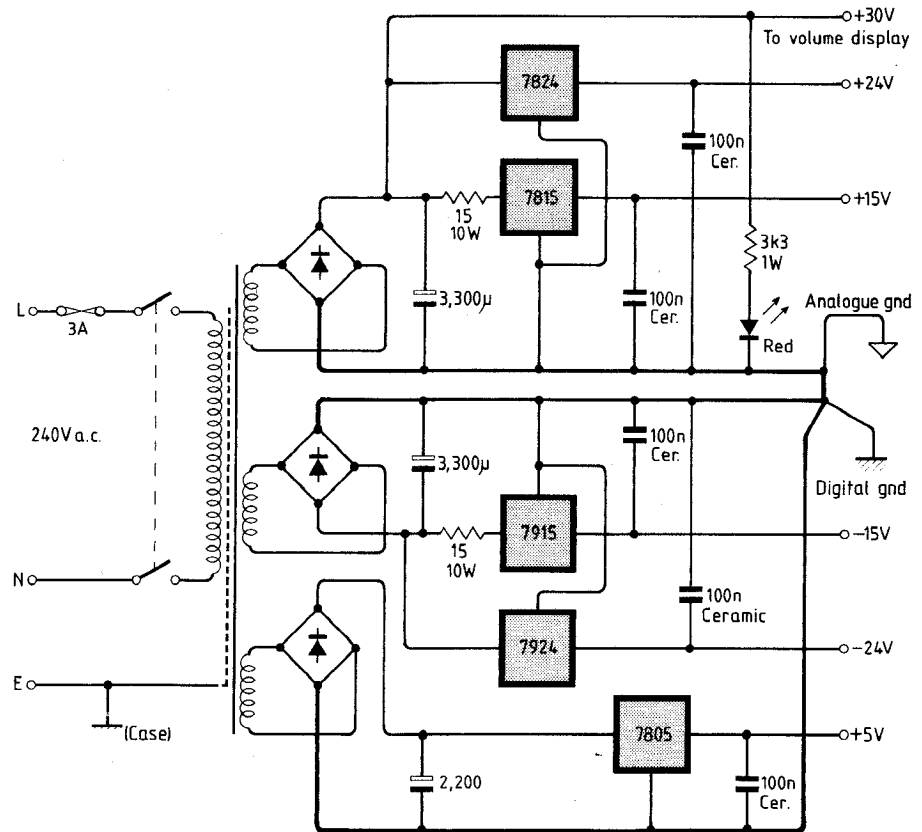 +30V
To volume display
7824
+24V
100n
Cer.
7815
+15V
15
10W
3k3
1W
3,300µ
100n
Cer.
Red
Analogue gnd
L
3A
240V a.c.
3,300µ
100n
Cer.
Digital gnd
7915
-15V
15
10W
N
100n
Ceramic
7924
-24V
E
(Case)
7805
+5V
2,200
100n
Cer.